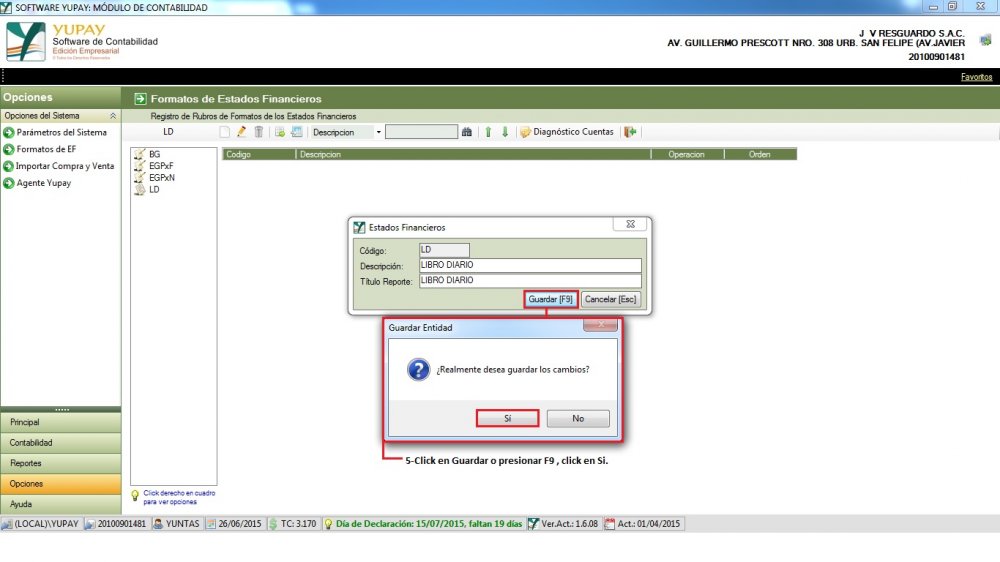 SOFTWARE YUPAY: MÓDULO DE CONTABILIDAD
YUPAY
Software de Contabilidad
Edición Empresarial
© Todos los Derechos Reservados
J V RESGUARDO S.A.C.
AV. GUILLERMO PRESCOTT NRO. 308 URB. SAN FELIPE (AV.JAVIER
20100901481
Favoritos
Opciones
Formatos de Estados Financieros
Opciones del Sistema
Registro de Rubros de Formatos de los Estados Financieros
Parámetros del Sistema
Formatos de EF
Importar Compra y Venta
Agente Yupay
LD
Descripcion
Diagnóstico Cuentas
BG
EGPxF
EGPxN
LD
Codigo
Descripcion
Operacion
Orden
Estados Financieros
Código:
LD
Descripción:
LIBRO DIARIO
Título Reporte:
LIBRO DIARIO
Guardar [F9]
Cancelar [Esc]
Guardar Entidad
¿Realmente desea guardar los cambios?
Sí
No
5-Click en Guardar o presionar F9 , click en Si.
Principal
Contabilidad
Reportes
Opciones
Ayuda
Click derecho en cuadro
para ver opciones
(LOCAL)\YUPAY
20100901481
YUNTAS
26/06/2015
TC: 3.170
Día de Declaración: 15/07/2015, faltan 19 días
Ver.Act.: 1.6.08
Act.: 01/04/2015